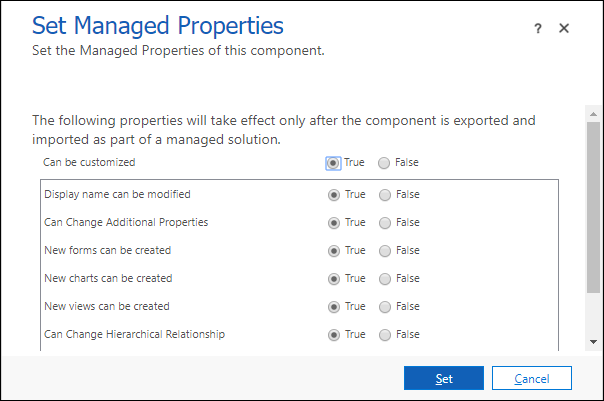 Set Managed Properties
? ✕
Set the Managed Properties of this component.
The following properties will take effect only after the component is exported and
imported as part of a managed solution.
Can be customized True False
Display name can be modified True False
Can Change Additional Properties True False
New forms can be created True False
New charts can be created True False
New views can be created True False
Can Change Hierarchical Relationship True False
Set Cancel